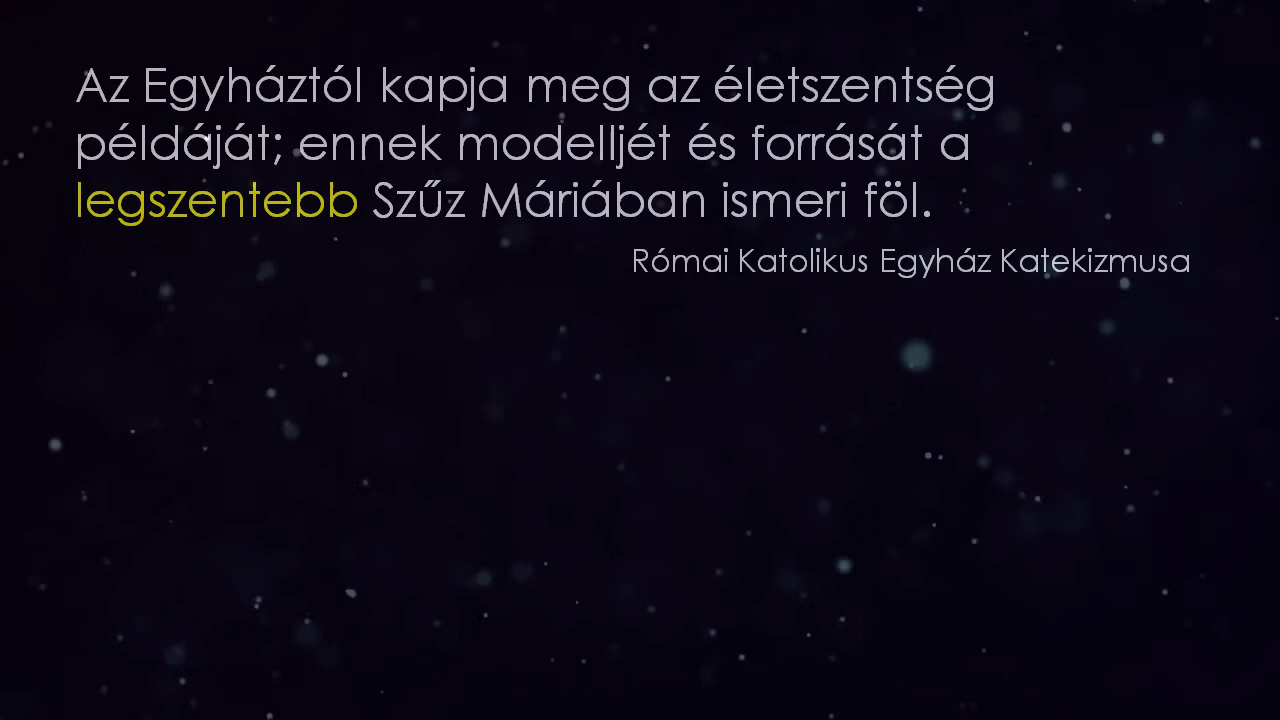 Az Egyháztól kapja meg az életszentség
példáját; ennek modelljét és forrását a
legszentebb Szűz Máriában ismeri föl.
Római Katolikus Egyház Katekizmusa